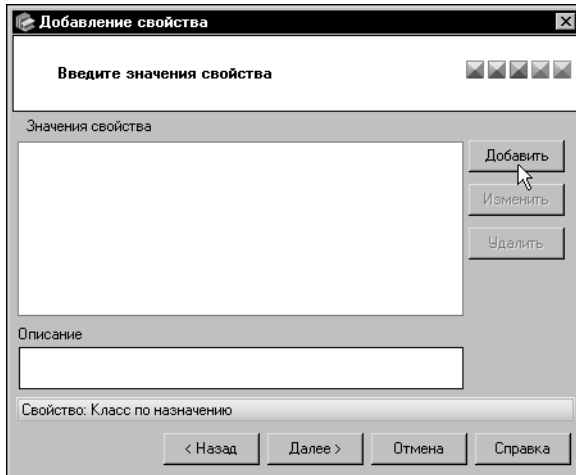 Добавление свойства
Введите значения свойства
Значения свойства
Добавить
Изменить
Удалить
Описание
Свойство: Класс по назначению
< Назад Далее > Отмена Справка